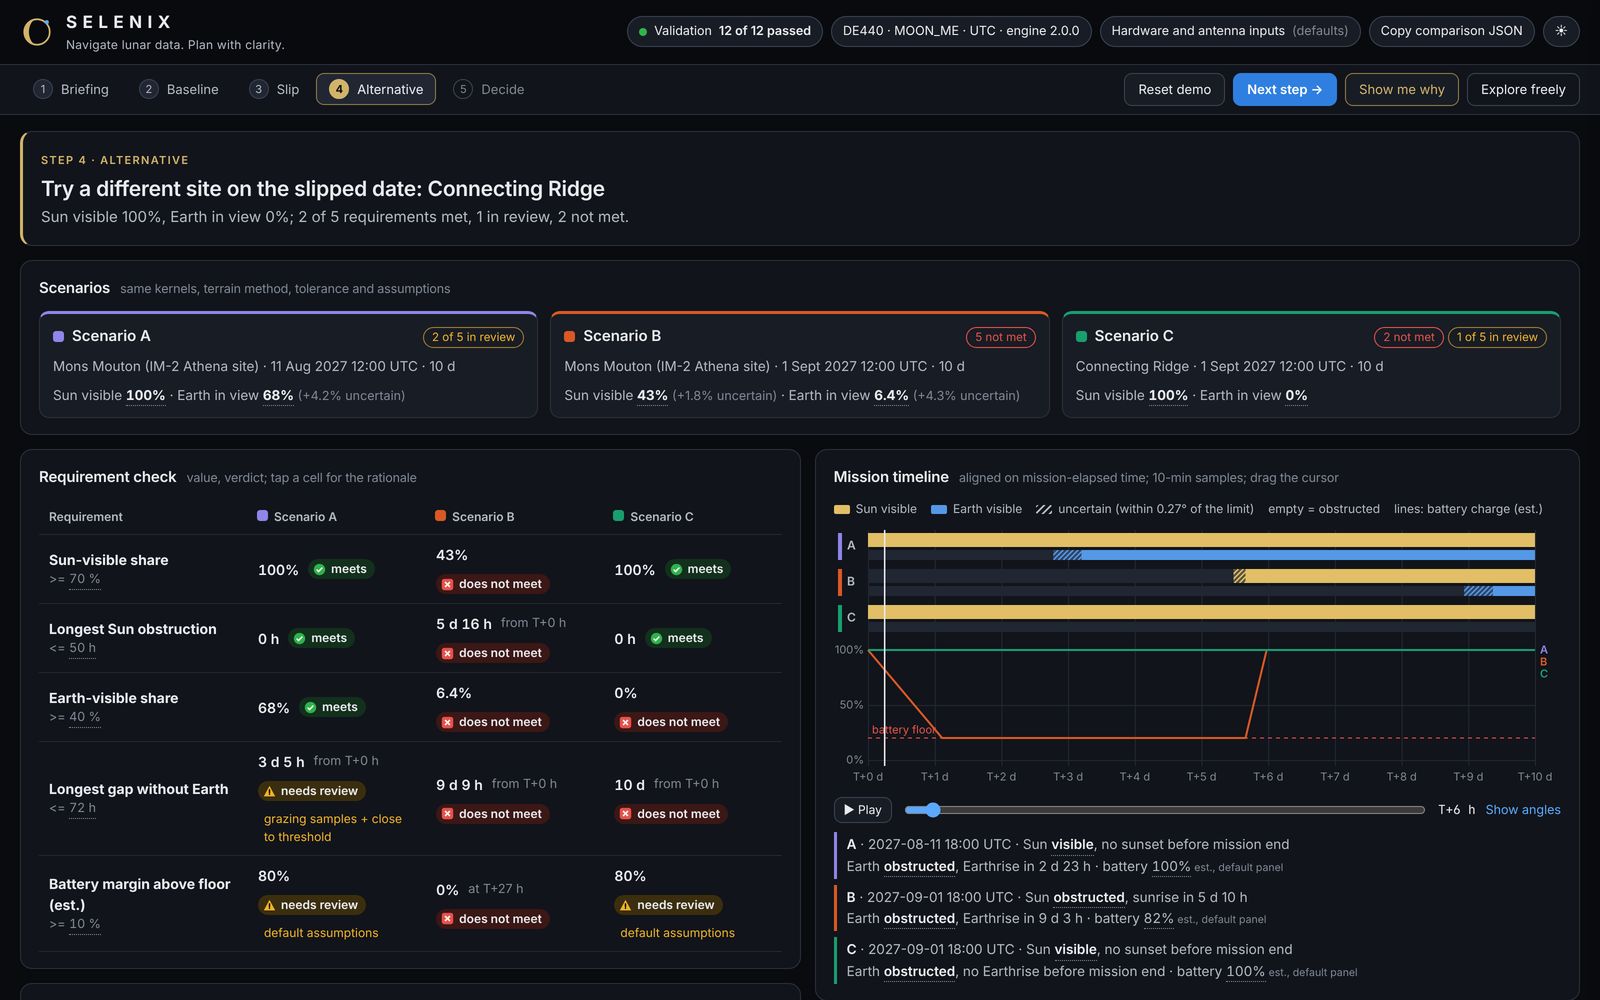 SELENIX
Navigate lunar data. Plan with clarity.
Validation 12 of 12 passed
DE440 · MOON_ME · UTC · engine 2.0.0
Hardware and antenna inputs (defaults)
Copy comparison JSON
1 Briefing
2 Baseline
3 Slip
4 Alternative
5 Decide
Reset demo
Next step →
Show me why
Explore freely
STEP 4 · ALTERNATIVE
Try a different site on the slipped date: Connecting Ridge
Sun visible 100%, Earth in view 0%; 2 of 5 requirements met, 1 in review, 2 not met.
Scenarios same kernels, terrain method, tolerance and assumptions
Scenario A 2 of 5 in review
Mons Mouton (IM-2 Athena site) · 11 Aug 2027 12:00 UTC · 10 d
Sun visible 100% · Earth in view 68% (+4.2% uncertain)
Scenario B 5 not met
Mons Mouton (IM-2 Athena site) · 1 Sept 2027 12:00 UTC · 10 d
Sun visible 43% (+1.8% uncertain) · Earth in view 6.4% (+4.3% uncertain)
Scenario C 2 not met 1 of 5 in review
Connecting Ridge · 1 Sept 2027 12:00 UTC · 10 d
Sun visible 100% · Earth in view 0%
Requirement check value, verdict; tap a cell for the rationale
Requirement Scenario A Scenario B Scenario C
Sun-visible share
>= 70 %
100% meets
43%
does not meet
100% meets
Longest Sun obstruction
<= 50 h
0 h meets
5 d 16 h from T+0 h
does not meet
0 h meets
Earth-visible share
>= 40 %
68% meets
6.4%
does not meet
0%
does not meet
Longest gap without Earth
<= 72 h
3 d 5 h from T+0 h
needs review
grazing samples + close
to threshold
9 d 9 h from T+0 h
does not meet
10 d from T+0 h
does not meet
Battery margin above floor
(est.)
>= 10 %
80%
needs review
default assumptions
0% at T+27 h
does not meet
80%
needs review
default assumptions
Mission timeline aligned on mission-elapsed time; 10-min samples; drag the cursor
Sun visible Earth visible uncertain (within 0.27° of the limit) empty = obstructed lines: battery charge (est.)
A
B
C
100%
50%
0%
battery floor
A
B
C
T+0 d T+1 d T+2 d T+3 d T+4 d T+5 d T+6 d T+7 d T+8 d T+9 d T+10 d
Play T+6 h Show angles
A · 2027-08-11 18:00 UTC · Sun visible, no sunset before mission end
Earth obstructed, Earthrise in 2 d 23 h · battery 100% est., default panel
B · 2027-09-01 18:00 UTC · Sun obstructed, sunrise in 5 d 10 h
Earth obstructed, Earthrise in 9 d 3 h · battery 82% est., default panel
C · 2027-09-01 18:00 UTC · Sun visible, no sunset before mission end
Earth obstructed, no Earthrise before mission end · battery 100% est., default panel